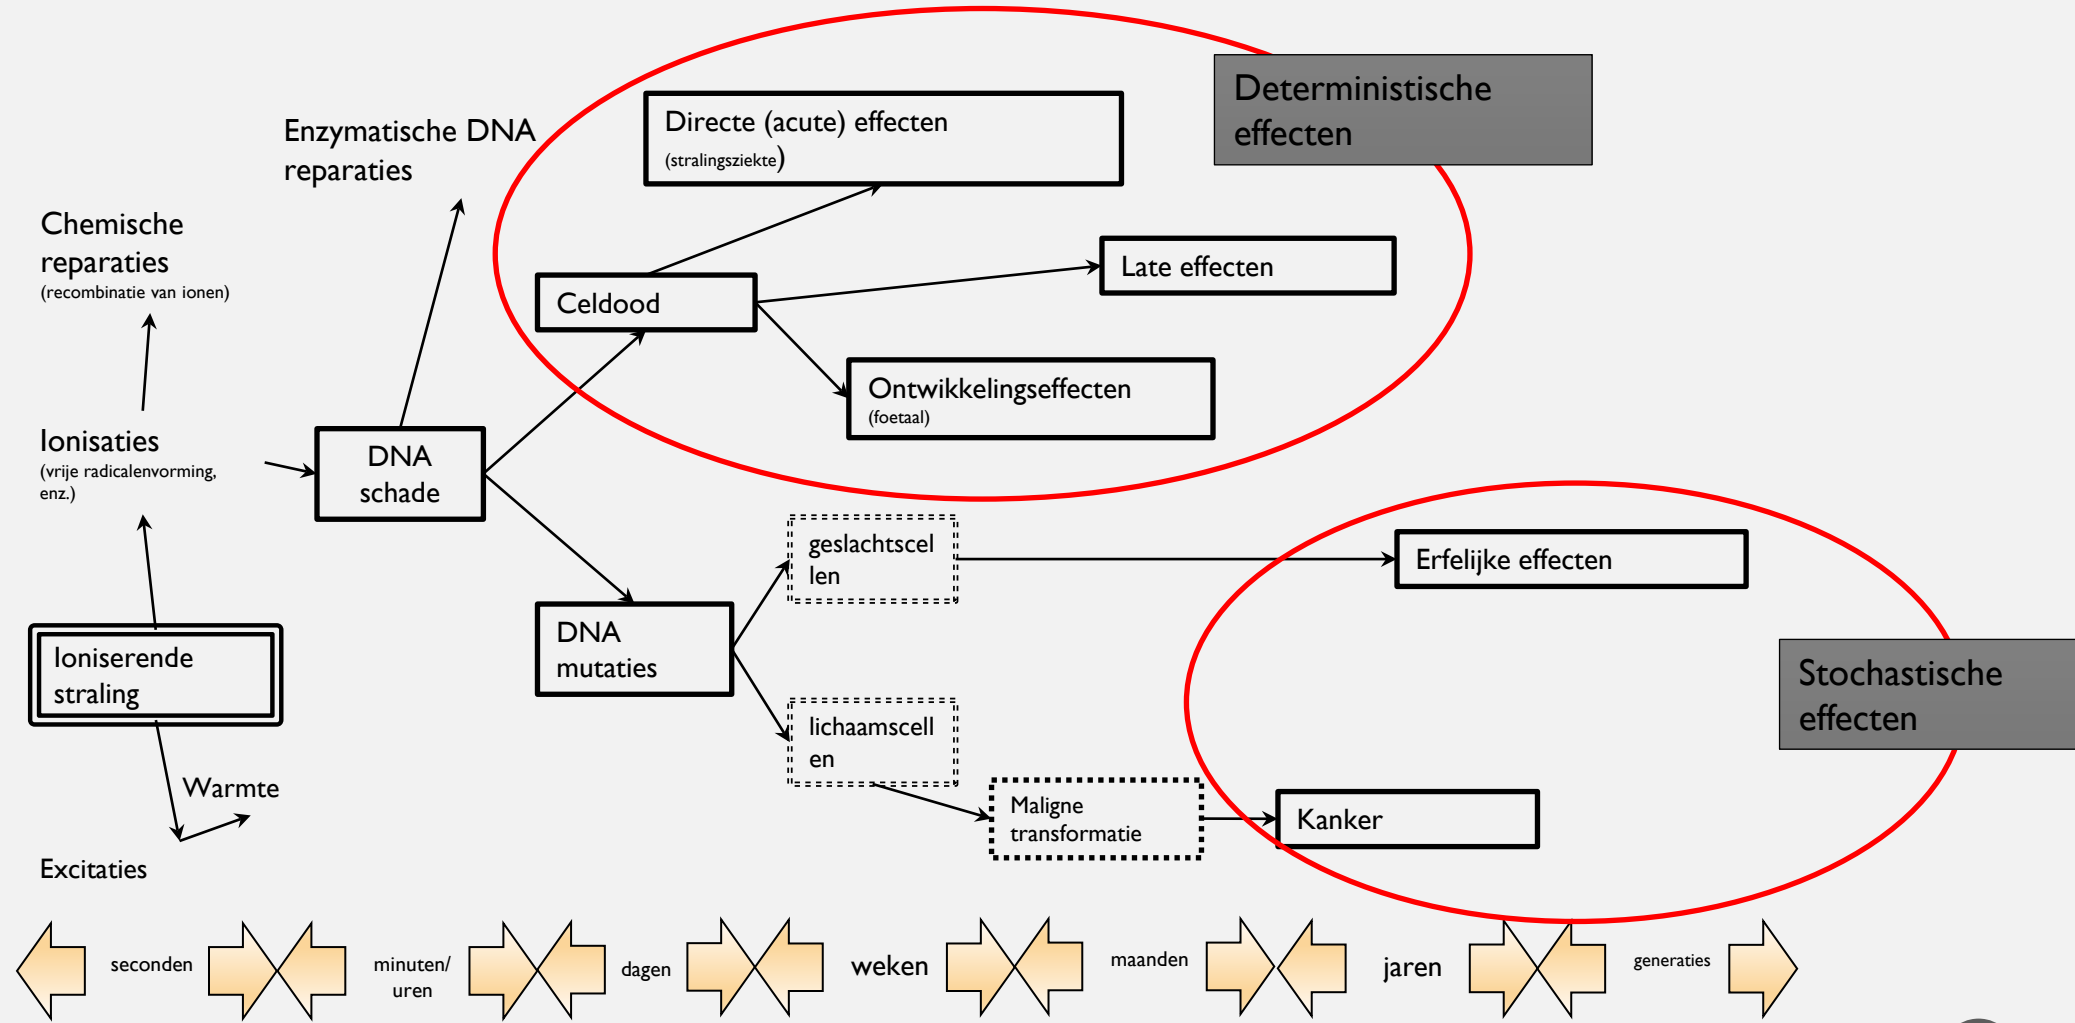 Deterministische
effecten
Directe (acute) effecten
(stralingsziekte)
Enzymatische DNA
reparaties
Chemische
reparaties
(recombinatie van ionen)
Late effecten
Celdood
Ontwikkelingseffecten
(foetaal)
Ionisaties
(vrije radicalenvorming,
enz.)
DNA
schade
geslachtscel
len
Erfelijke effecten
DNA
mutaties
Ioniserende
straling
Stochastische
effecten
lichaamscell
en
Warmte
Maligne
transformatie
Kanker
Excitaties
seconden
minuten/
uren
dagen
weken
maanden
jaren
generaties